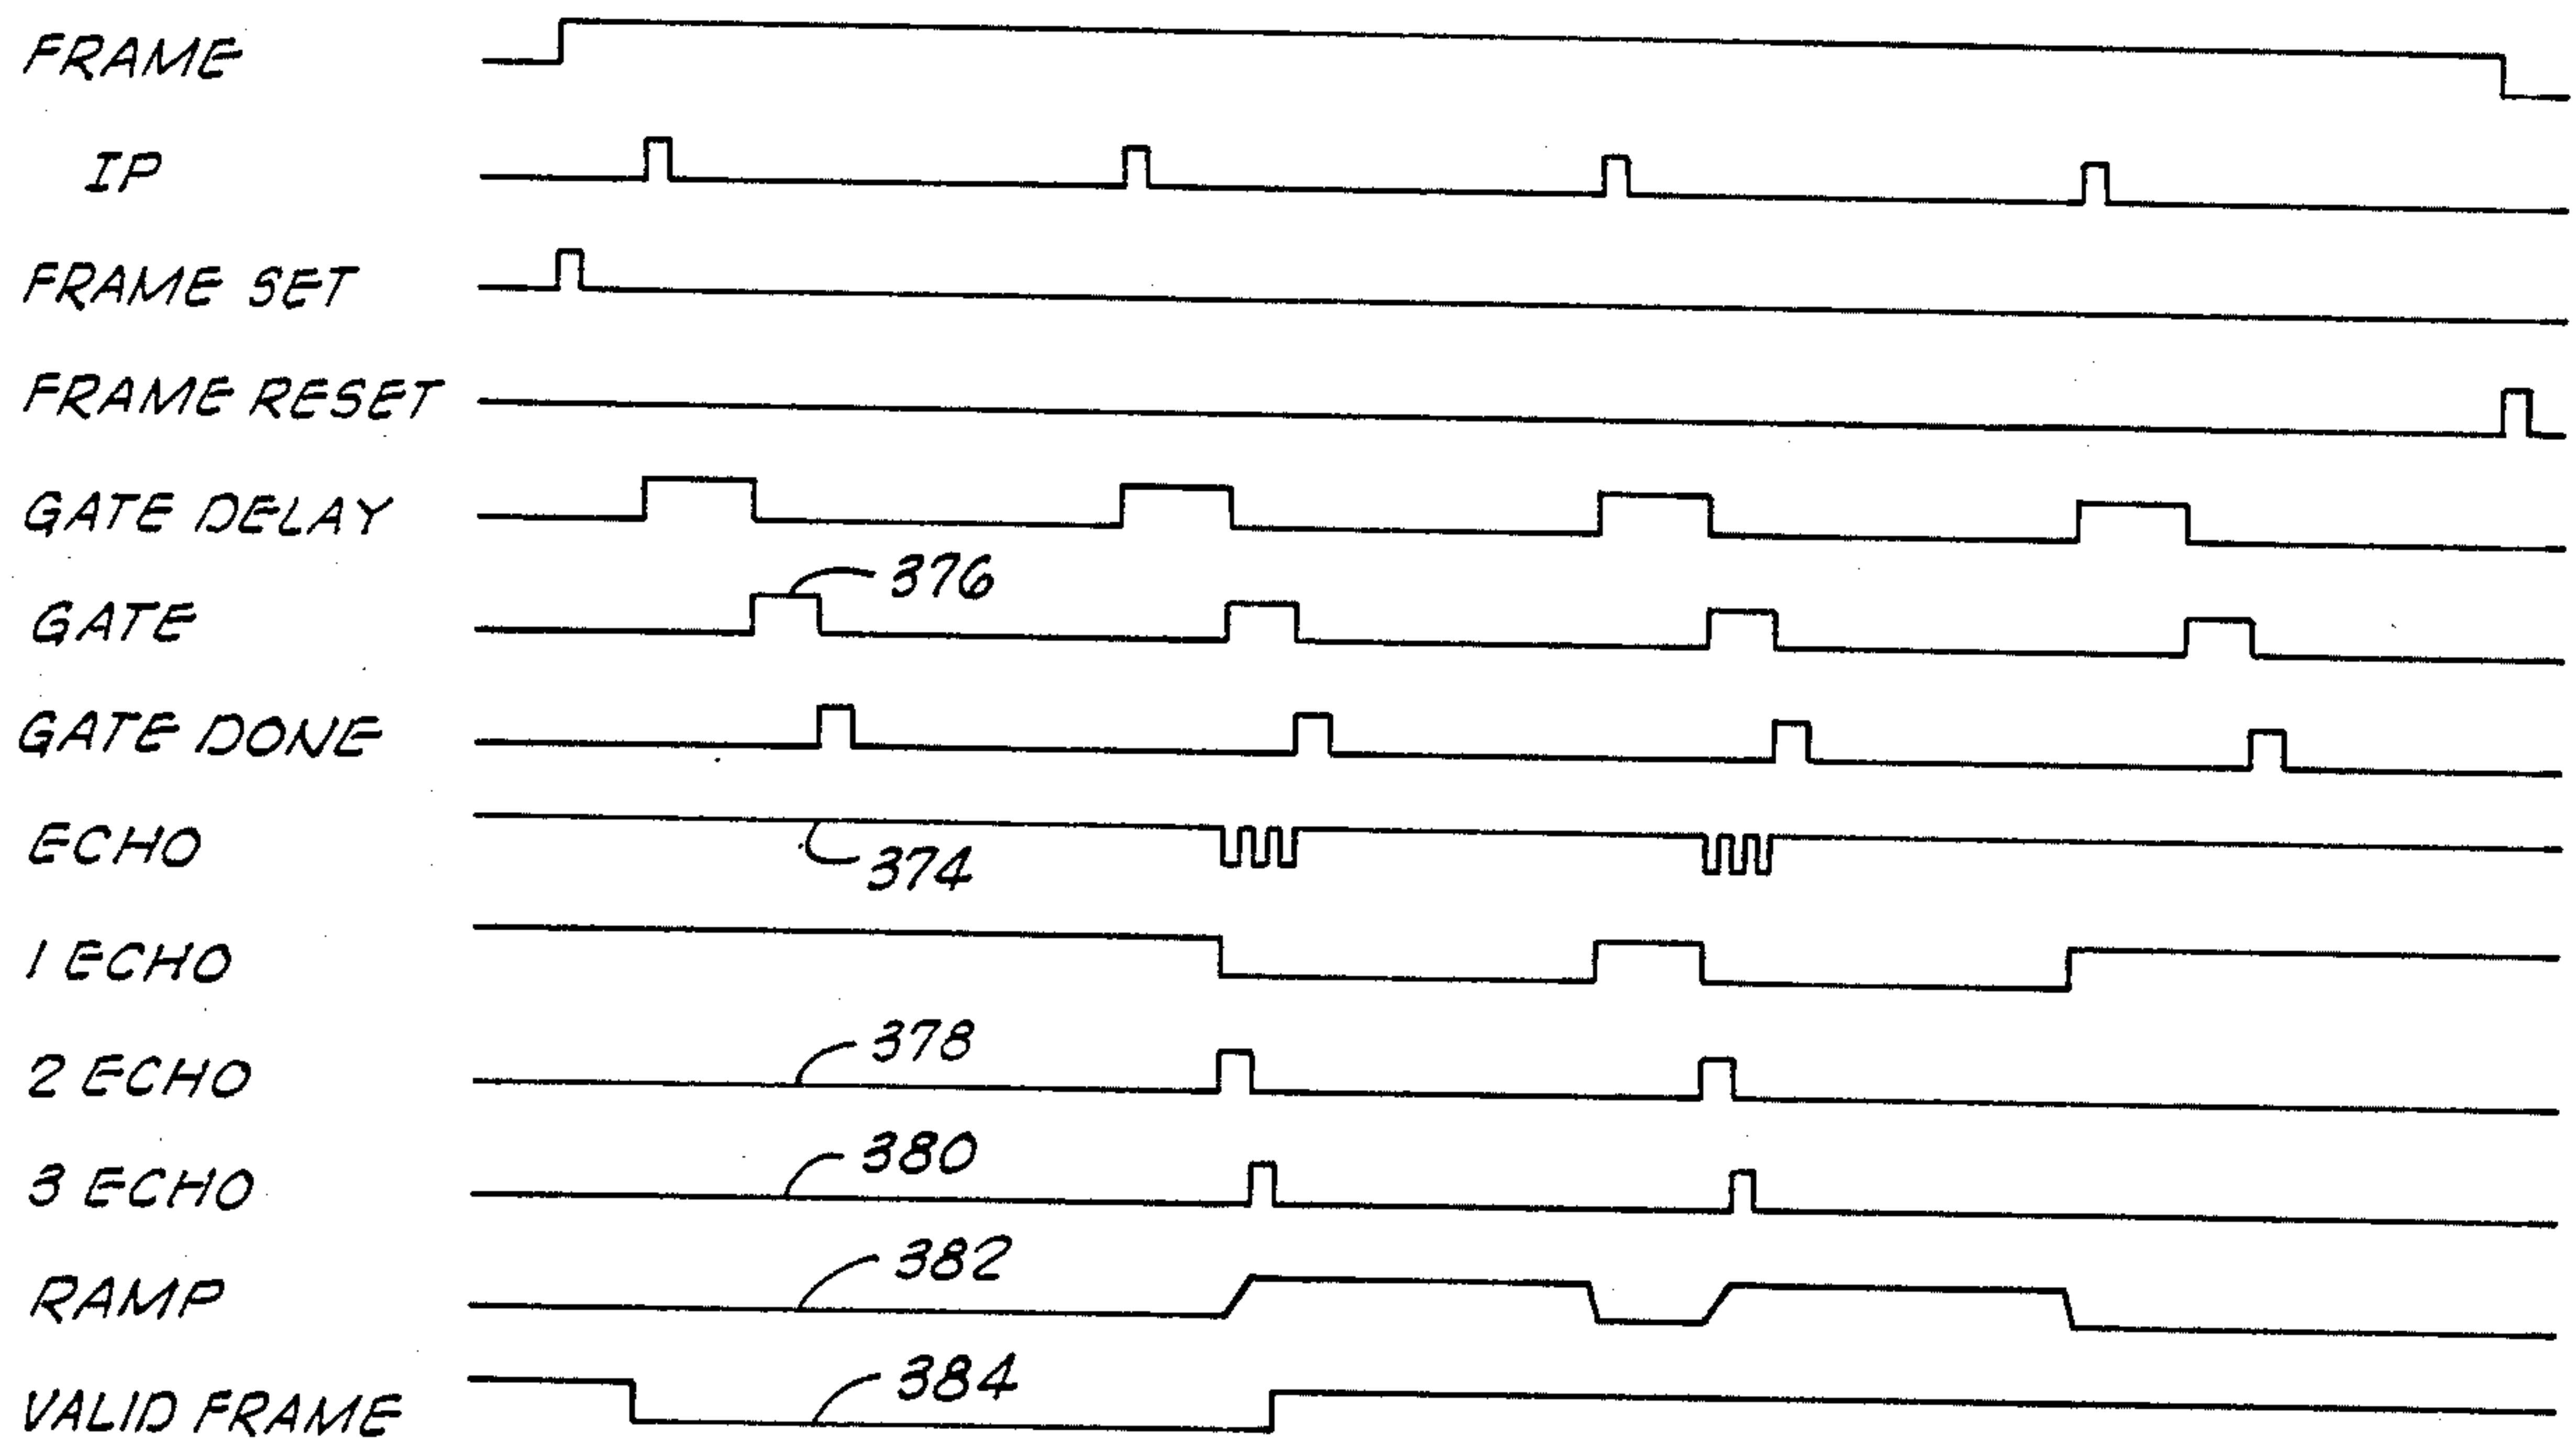 FRAME
IP
FRAME SET
FRAME RESET
GATE DELAY
376
GATE
GATE DONE
ECHO
374
1 ECHO
378
2 ECHO
380
3 ECHO
382
RAMP
384
VALID FRAME